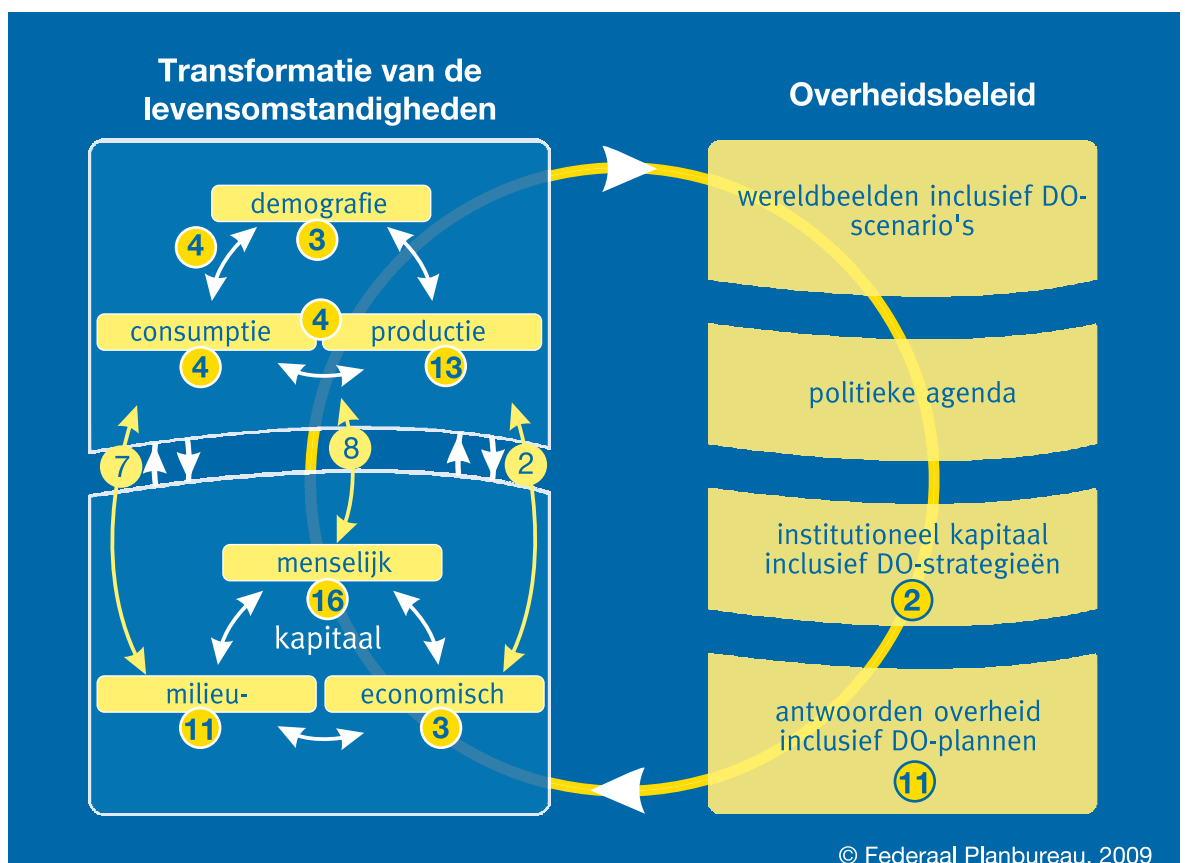 Transformatie van de
levensomstandigheden
demografie
4
3
consumptie
4
productie
4
13
7
8
2
menselijk
16
kapitaal
milieu-
economisch
11
3
Overheidsbeleid
wereldbeelden inclusief DO-
scenario's
politieke agenda
institutioneel kapitaal
inclusief DO-strategieën
2
antwoorden overheid
inclusief DO-plannen
11
© Federaal Planbureau, 2009